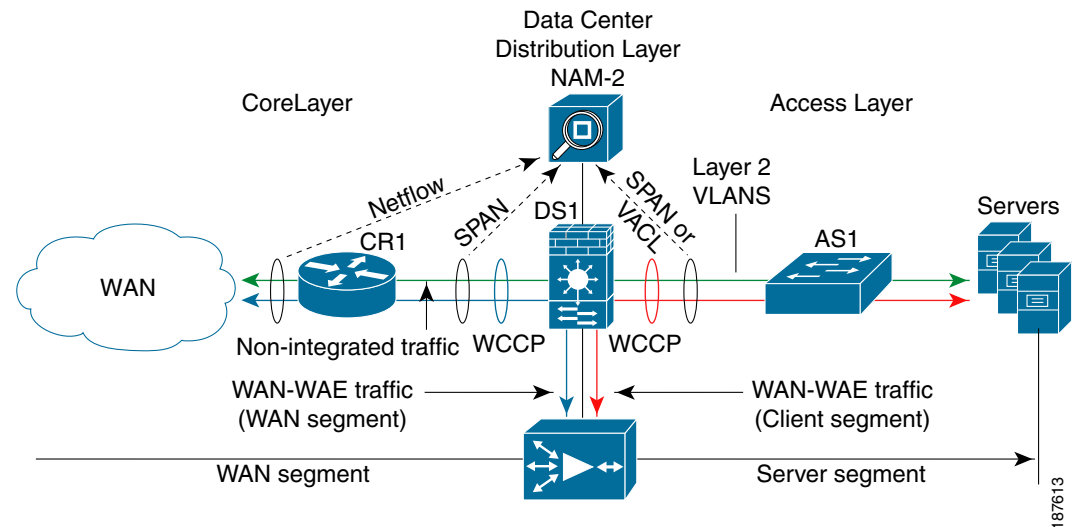 Data Center
Distribution Layer
NAM-2
CoreLayer
Access Layer
Netflow
SPAN
SPAN or
VACL
Layer 2
VLANS
Servers
DS1
CR1
AS1
WAN
Non-integrated traffic
WCCP
WCCP
WAN-WAE traffic
(WAN segment)
WAN-WAE traffic
(Client segment)
WAN segment
Server segment
187613